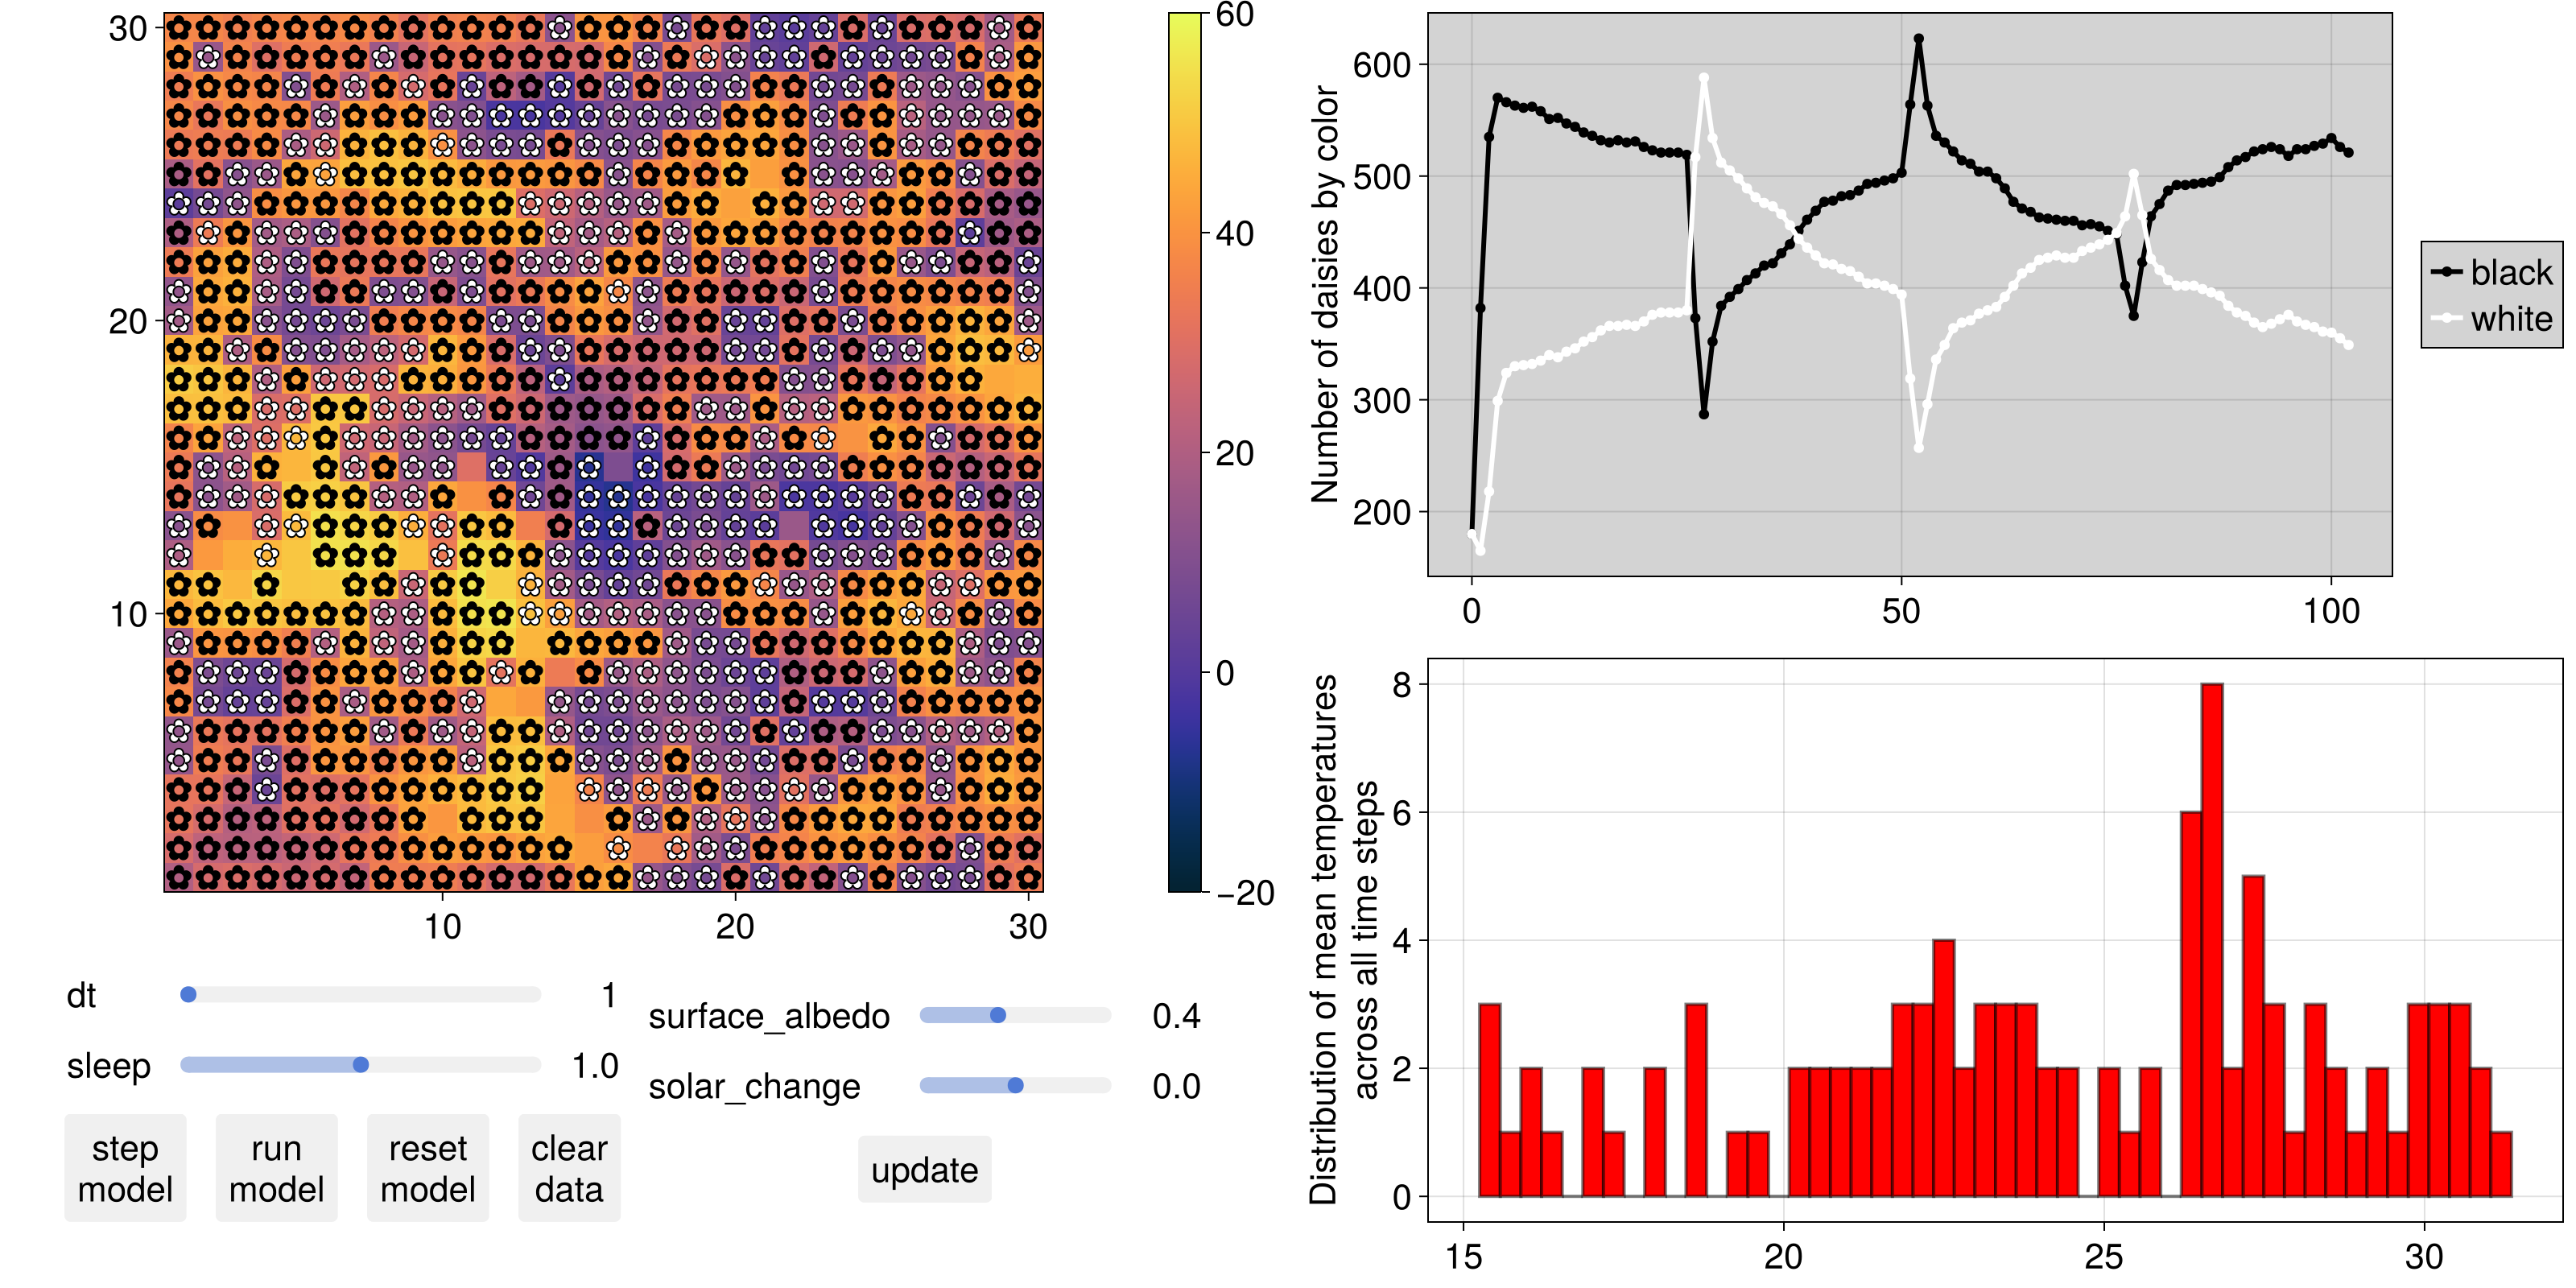 30
20
10
10
20
30
60
40
20
0
−20
Number of daisies by color
600
500
400
300
200
0
50
100
black
white
Distribution of mean temperatures
across all time steps
8
6
4
2
0
15
20
25
30
dt
1
sleep
1.0
surface_albedo
0.4
solar_change
0.0
step
model
run
model
reset
model
clear
data
update